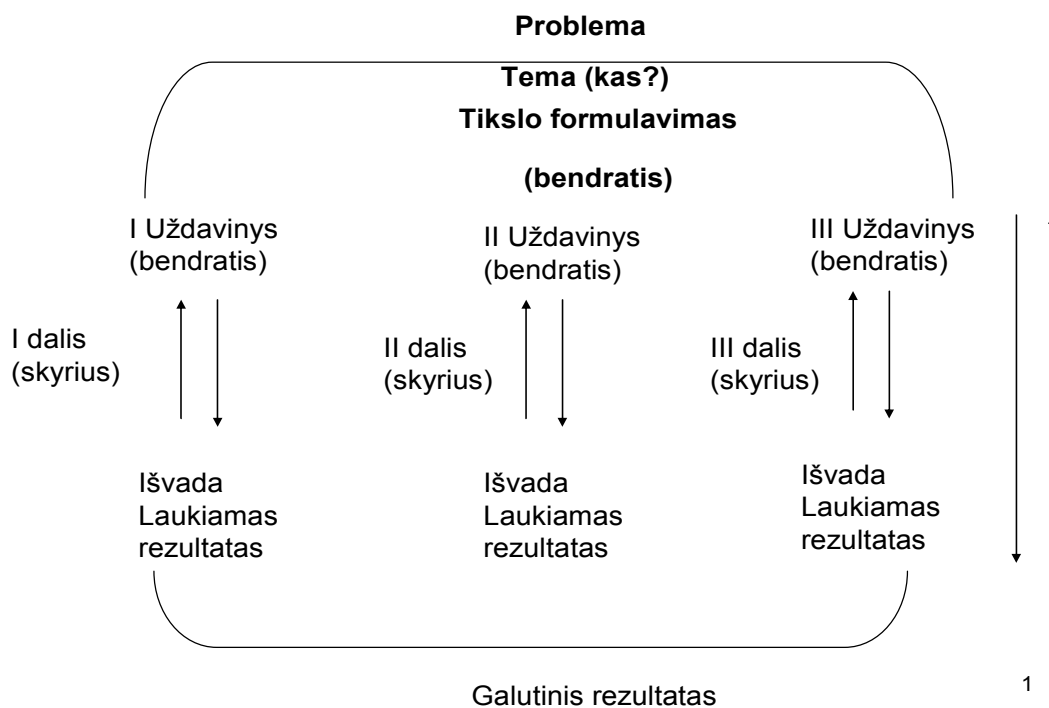 Problema
Tema (kas?)
Tikslo formulavimas
(bendratis)
I Uždavinys
(bendratis)
II Uždavinys
(bendratis)
III Uždavinys
(bendratis)
I dalis
(skyrius)
II dalis
(skyrius)
III dalis
(skyrius)
Išvada
Laukiamas
rezultatas
Išvada
Laukiamas
rezultatas
Išvada
Laukiamas
rezultatas
Galutinis rezultatas
1